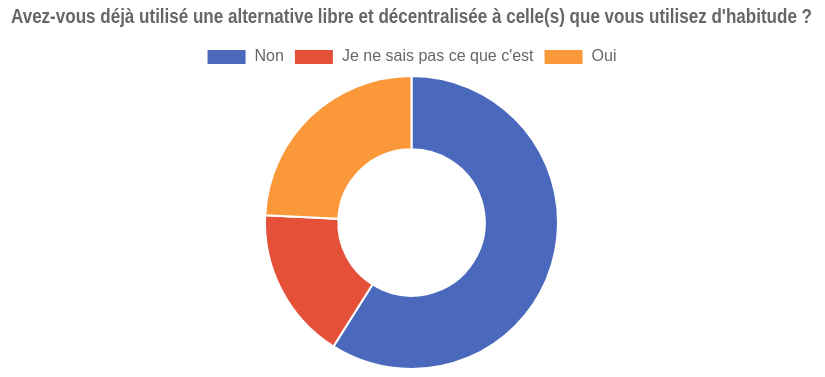 Avez-vous déjà utilisé une alternative libre et décentralisée à celle(s) que vous utilisez d'habitude ?
Non Je ne sais pas ce que c'est Oui